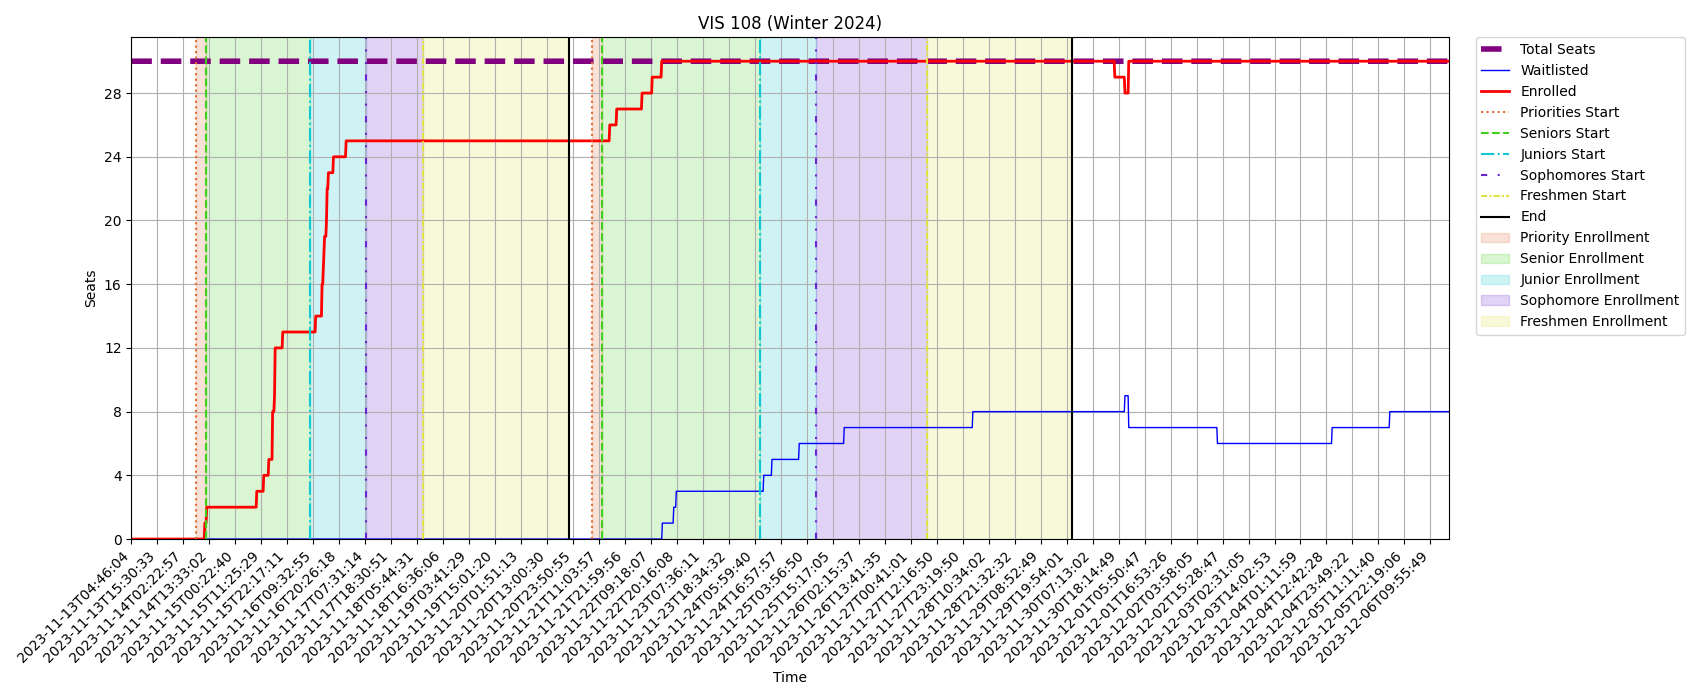 VIS 108 (Winter 2024)
Seats
28
24
20
16
12
8
4
0
2023-11-13T04:46:04
2023-11-13T15:30:33
2023-11-14T02:22:57
2023-11-14T13:33:02
2023-11-15T00:22:40
2023-11-15T11:25:29
2023-11-15T22:17:11
2023-11-16T09:32:55
2023-11-16T20:26:18
2023-11-17T07:31:14
2023-11-17T18:30:51
2023-11-18T05:44:31
2023-11-18T16:36:06
2023-11-19T03:41:29
2023-11-19T15:01:20
2023-11-20T01:51:13
2023-11-20T13:00:30
2023-11-20T23:50:55
2023-11-21T11:03:57
2023-11-21T21:59:56
2023-11-22T09:18:07
2023-11-22T20:16:08
2023-11-23T07:36:11
2023-11-23T18:34:32
2023-11-24T05:59:40
2023-11-24T16:57:57
2023-11-25T03:56:50
2023-11-25T15:17:05
2023-11-26T02:15:37
2023-11-26T13:41:35
2023-11-27T00:41:01
2023-11-27T12:16:50
2023-11-27T23:19:50
2023-11-28T10:34:02
2023-11-28T21:32:32
2023-11-29T08:52:49
2023-11-29T19:54:01
2023-11-30T07:13:02
2023-11-30T18:14:49
2023-12-01T05:50:47
2023-12-01T16:53:26
2023-12-02T03:58:05
2023-12-02T15:28:47
2023-12-03T02:31:05
2023-12-03T14:02:53
2023-12-04T01:11:59
2023-12-04T12:42:28
2023-12-04T23:49:22
2023-12-05T11:11:40
2023-12-05T22:19:06
2023-12-06T09:55:49
Time
Total Seats
Waitlisted
Enrolled
Priorities Start
Seniors Start
Juniors Start
Sophomores Start
Freshmen Start
End
Priority Enrollment
Senior Enrollment
Junior Enrollment
Sophomore Enrollment
Freshmen Enrollment